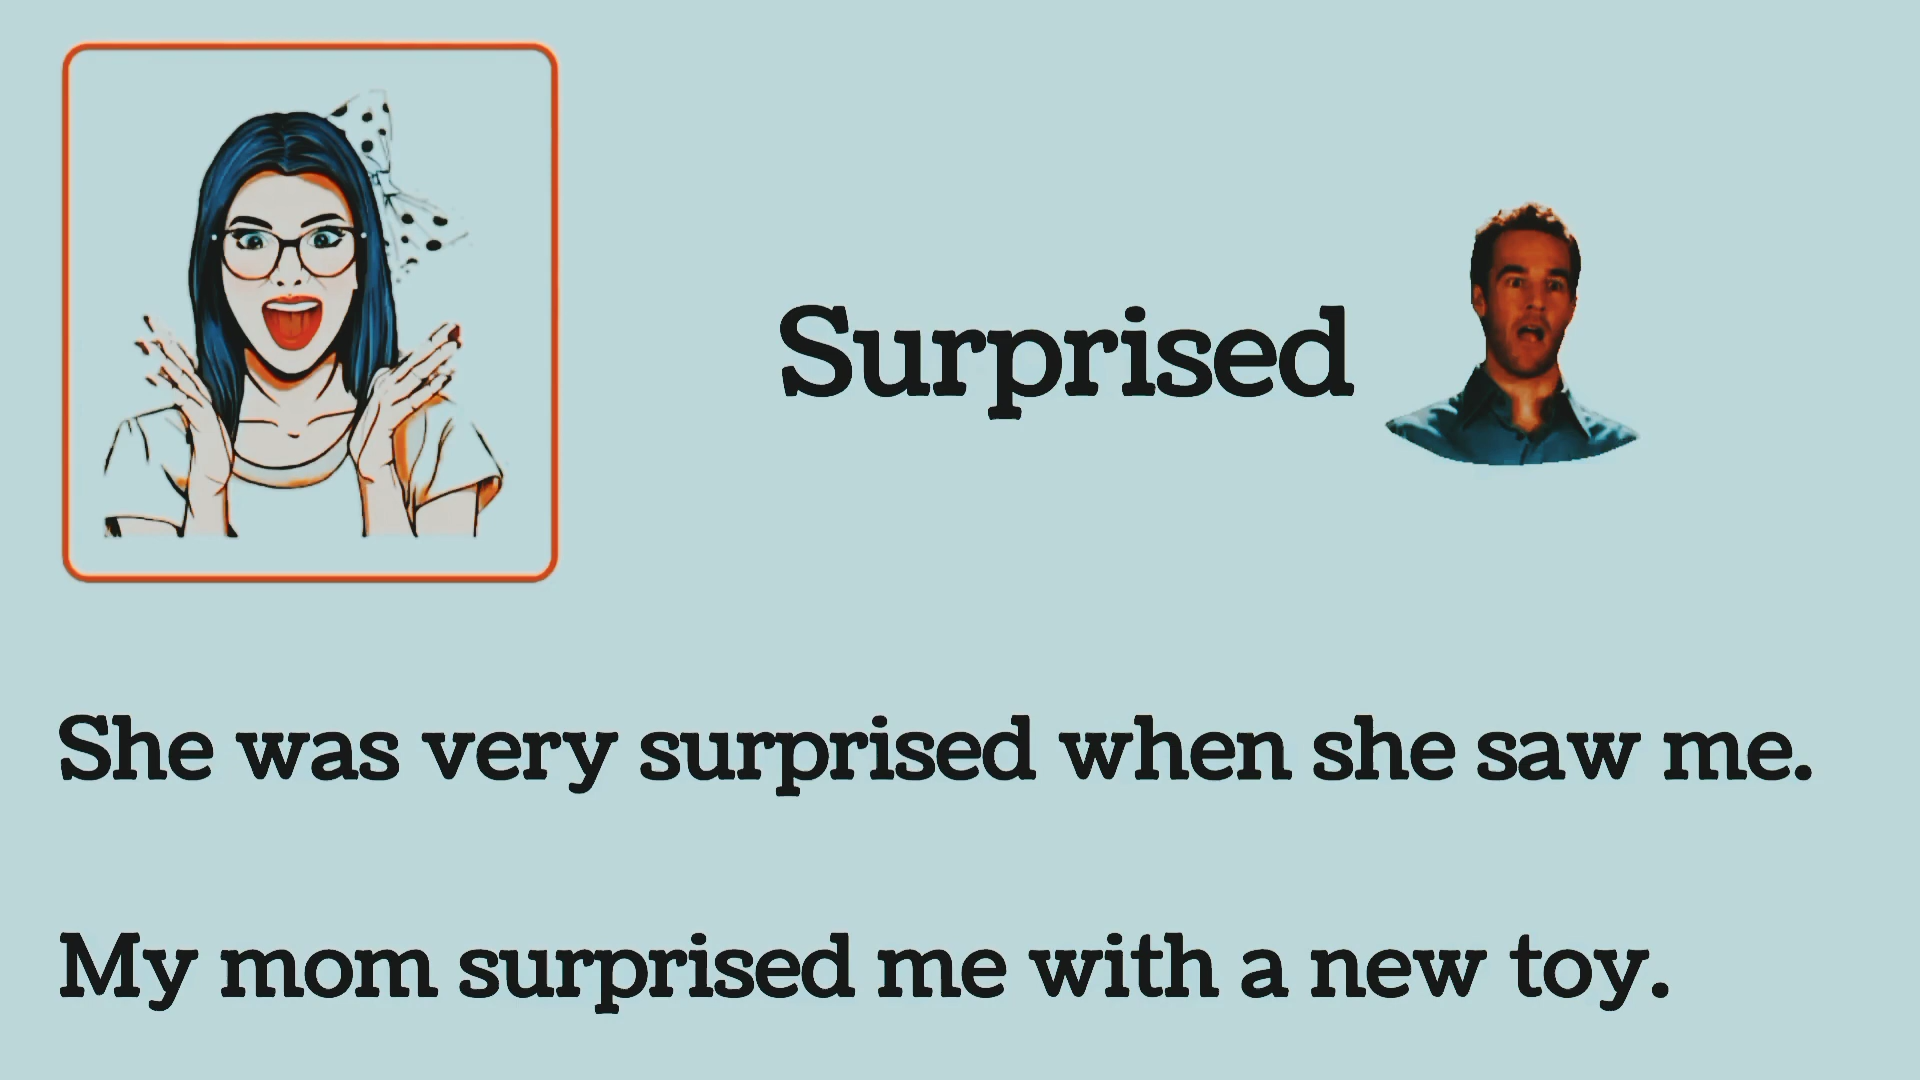 Surprised
She was very surprised when she saw me.
My mom surprised me with a new toy.